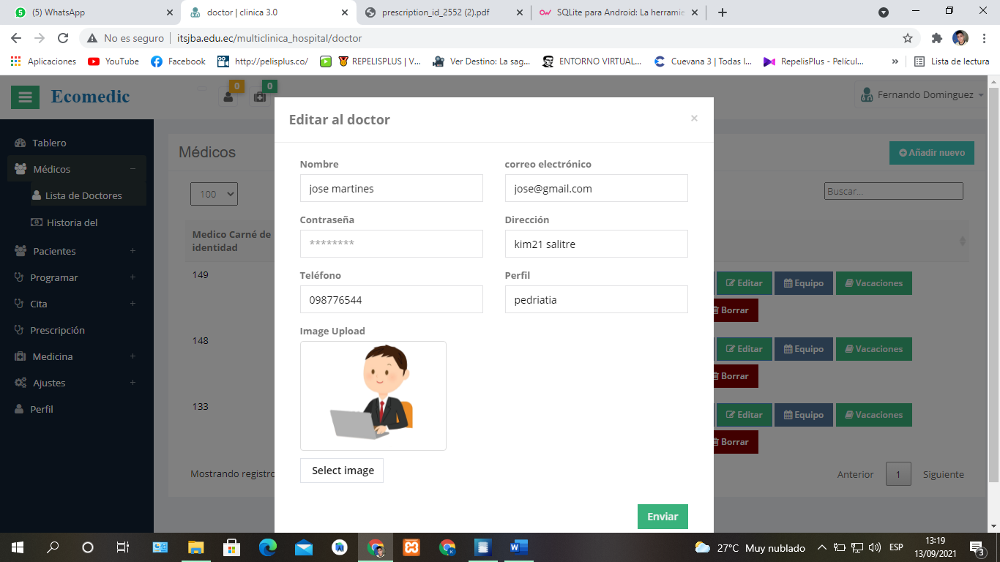 (5) WhatsApp
doctor | clinica 3.0
prescription_id_2552 (2).pdf
SQLite para Android: La herramie
No es seguro | itsjba.edu.ec/multiclinica_hospital/doctor
Aplicaciones YouTube Facebook http://pelisplus.co/ REPELISPLUS | V... Ver Destino: La sag... ENTORNO VIRTUAL... Cuevana 3 | Todas l... RepelisPlus - Películ... » Lista de lectura
Ecomedic 0 0 Fernando Dominguez
Tablero
Médicos
Lista de Doctores
Historia del
Pacientes
Programar
Cita
Prescripción
Medicina
Ajustes
Perfil
Médicos
Añadir nuevo
100
Buscar...
Medico Carné de
identidad
149
148
133
Mostrando registro
Editar Equipo Vacaciones
Borrar
Editar Equipo Vacaciones
Borrar
Editar Equipo Vacaciones
Borrar
Anterior 1 Siguiente
Editar al doctor ×
Nombre correo electrónico
jose martines jose@gmail.com
Contraseña Dirección
******** kim21 salitre
Teléfono Perfil
098776544 pedriatia
Image Upload
Select image
Enviar
27°C Muy nublado ESP 13:19
13/09/2021 3